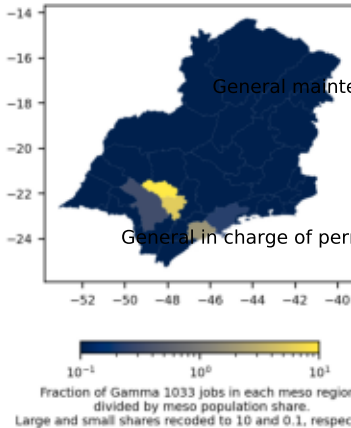 −14
−16
General mainte
−18
−20
−22
General in charge of per
−24
−52 −50 −48 −46 −44 −42 −40
10⁻¹ 10⁰ 10¹
Fraction of Gamma 1033 jobs in each meso region
divided by meso population share.
Large and small shares recoded to 10 and 0.1, respec